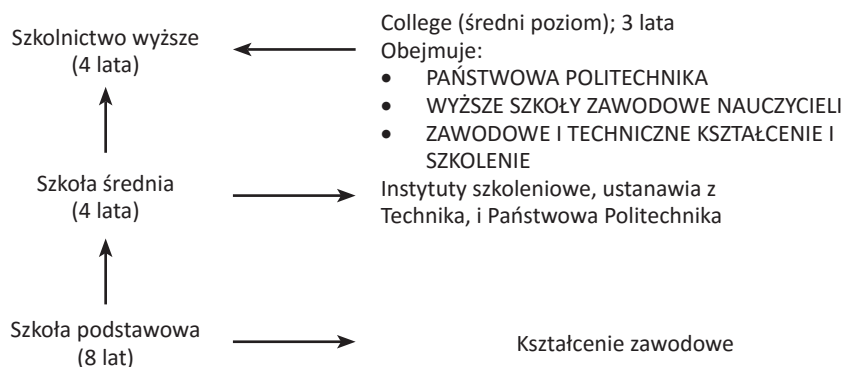 Szkolnictwo wyższe
(4 lata)
College (średni poziom); 3 lata
Obejmuje:
• PAŃSTWOWA POLITECHNIKA
• WYŻSZE SZKOŁY ZAWODOWE NAUCZYCIELI
• ZAWODOWE I TECHNICZNE KSZTAŁCENIE I
SZKOLENIE
Szkoła średnia
(4 lata)
Instytuty szkoleniowe, ustanawia z
Technika, i Państwowa Politechnika
Szkoła podstawowa
(8 lat)
Kształcenie zawodowe